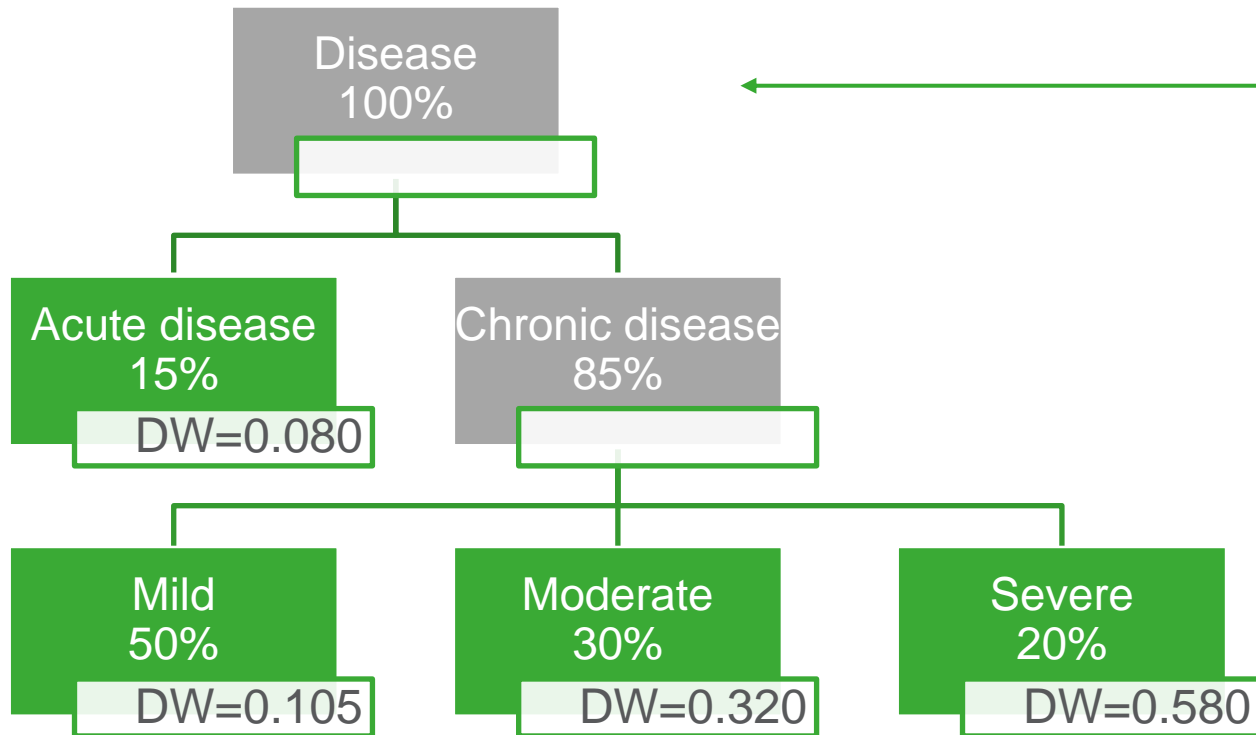 Disease
100%
Acute disease
15%
DW=0.080
Chronic disease
85%
Mild
50%
DW=0.105
Moderate
30%
DW=0.320
Severe
20%
DW=0.580